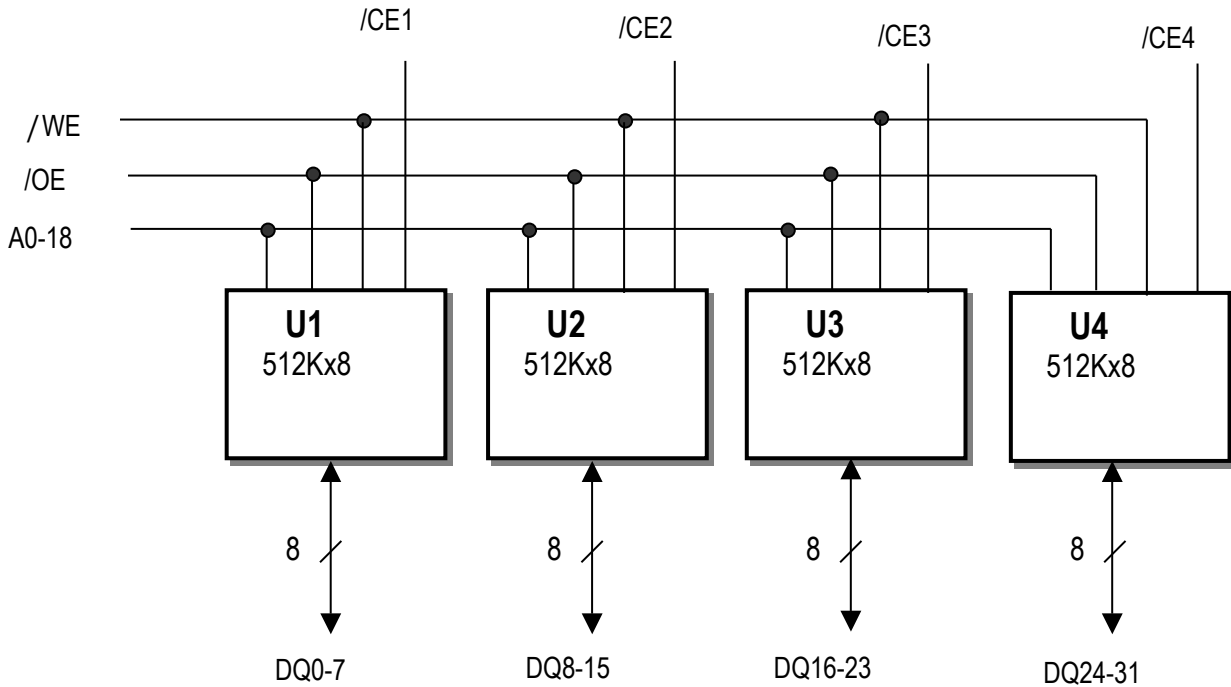 /CE1
/CE2
/CE3
/CE4
/WE
/OE
A0-18
U1
512Kx8
U2
512Kx8
U3
512Kx8
U4
512Kx8
8
8
8
8
DQ0-7
DQ8-15
DQ16-23
DQ24-31